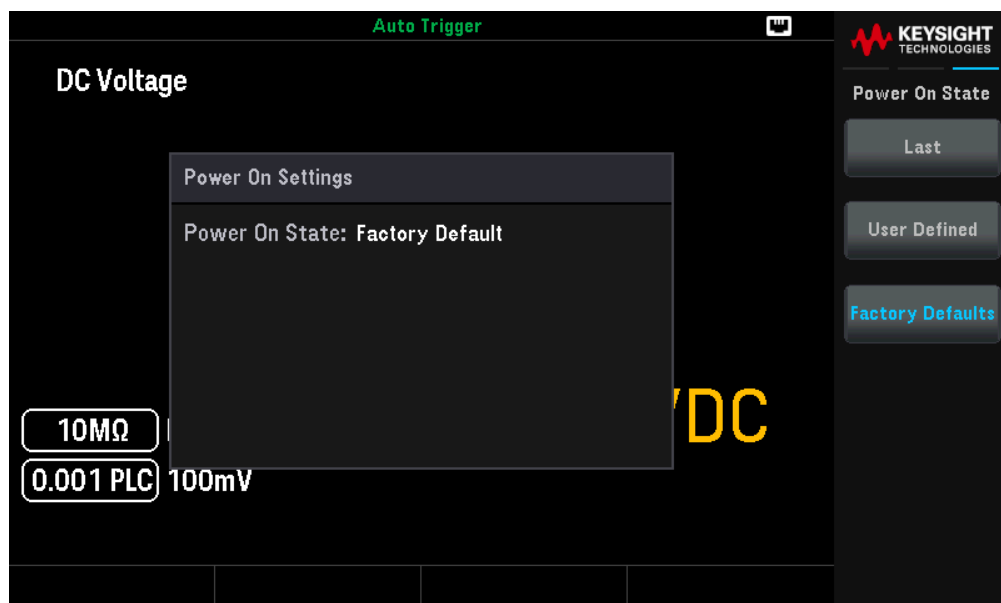 Auto Trigger
KEYSIGHT
TECHNOLOGIES
DC Voltage
Power On State
Last
Power On Settings
Power On State: Factory Default
User Defined
Factory Defaults
DC
10MΩ
0.001 PLC 100mV